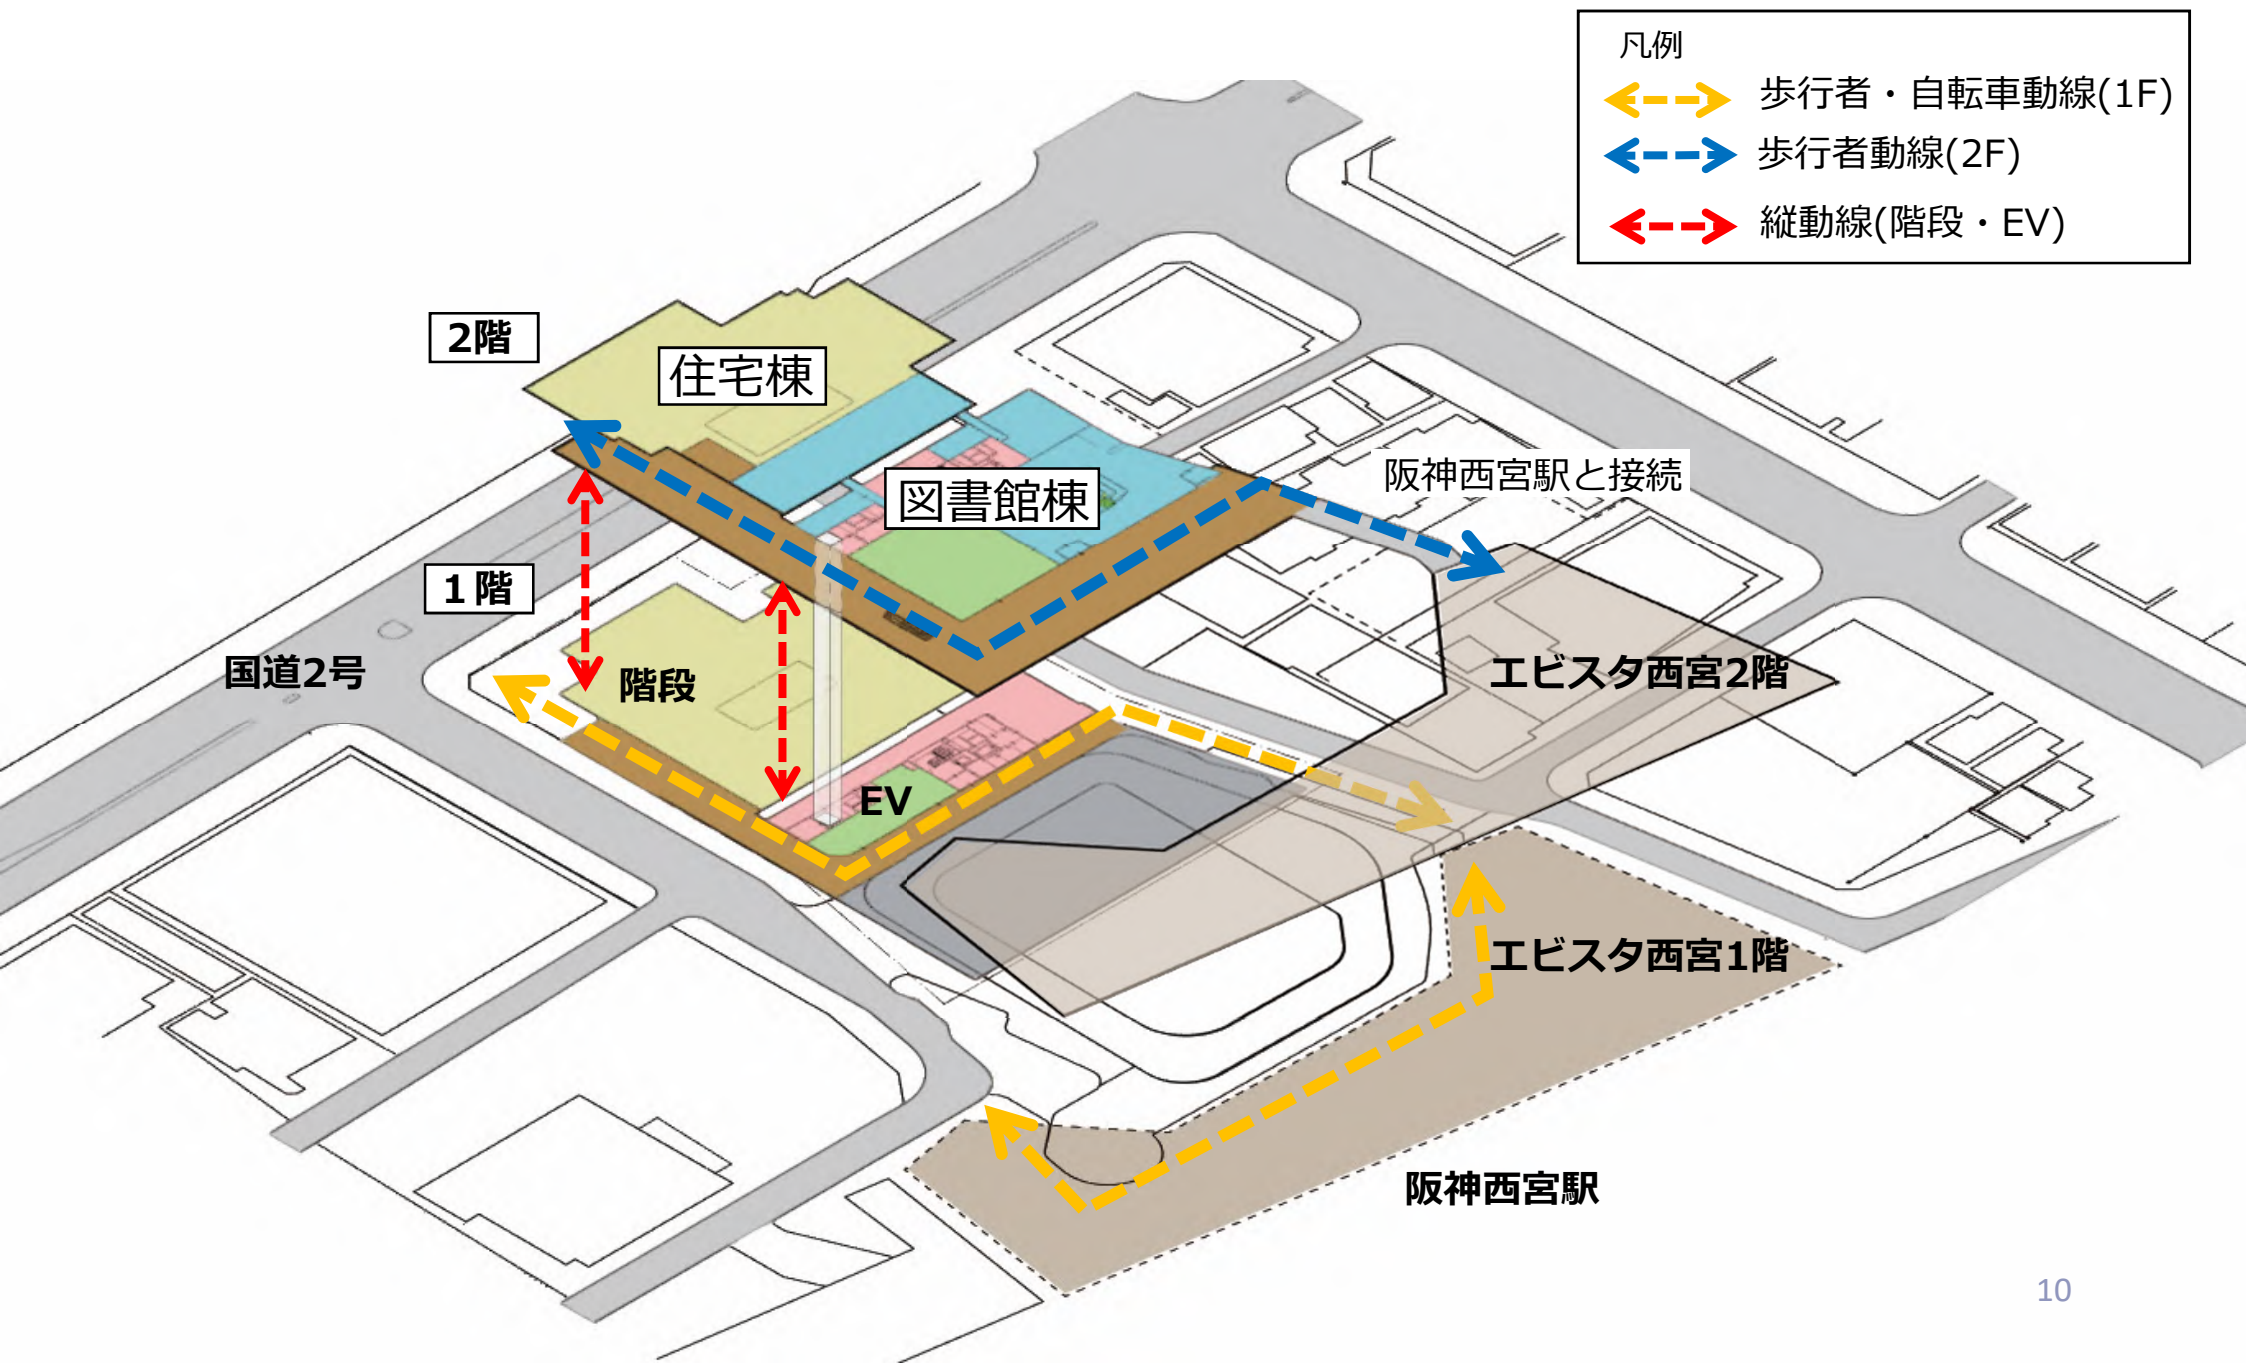 凡例
歩行者・自転車動線(1F)
歩行者動線(2F)
縦動線(階段・EV)
2階
住宅棟
阪神西宮駅と接続
図書館棟
1階
国道2号
階段
エビスタ西宮2階
EV
エビスタ西宮1階
阪神西宮駅
10